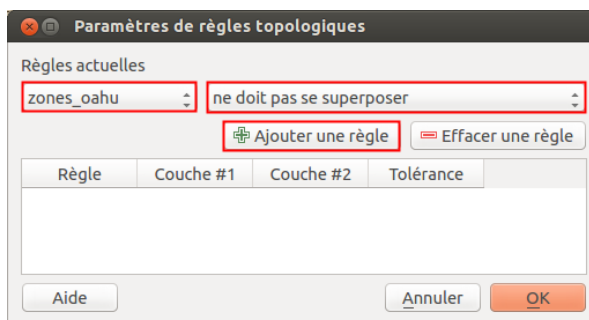 Paramètres de règles topologiques
Règles actuelles
zones_oahu ne doit pas se superposer
Ajouter une règle Effacer une règle
Règle Couche #1 Couche #2 Tolérance
Aide Annuler OK